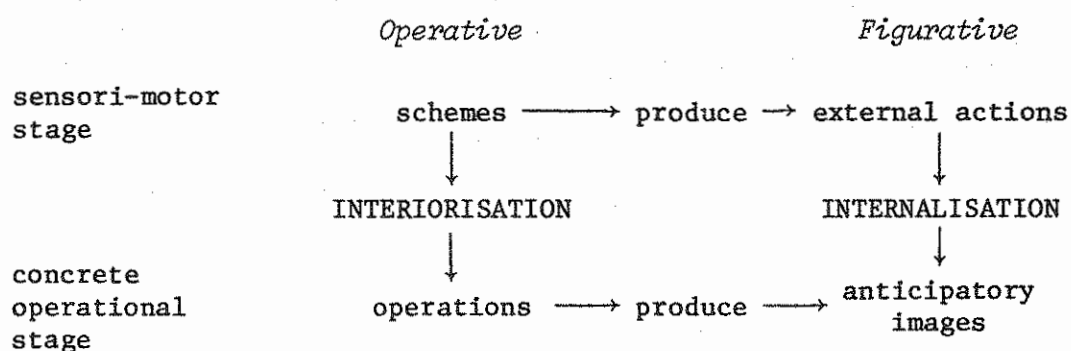 Operative Figurative
sensori-motor
stage
schemes → produce → external actions
↓ ↓
INTERIORISATION INTERNALISATION
↓ ↓
concrete
operational
stage
operations → produce → anticipatory
images